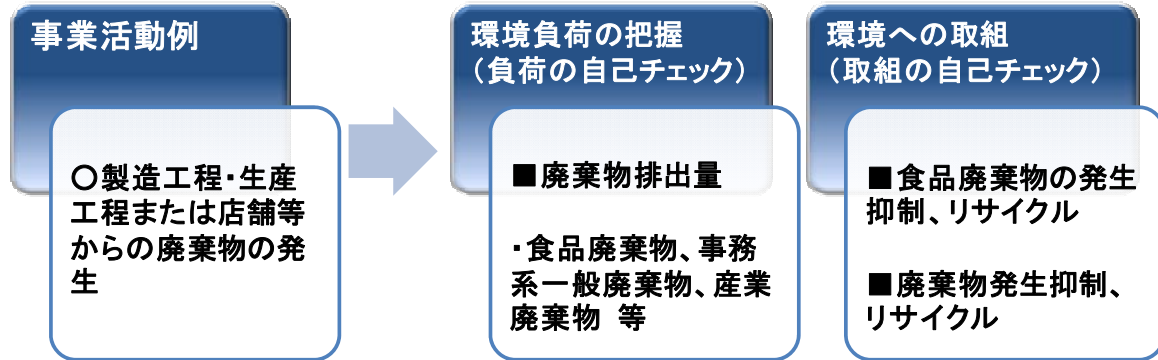 事業活動例
○製造工程・生産
工程または店舗等
からの廃棄物の発
生
環境負荷の把握
（負荷の自己チェック）
■廃棄物排出量
・食品廃棄物、事務
系一般廃棄物、産業
廃棄物 等
環境への取組
（取組の自己チェック）
■食品廃棄物の発生
抑制、リサイクル
■廃棄物発生抑制、
リサイクル